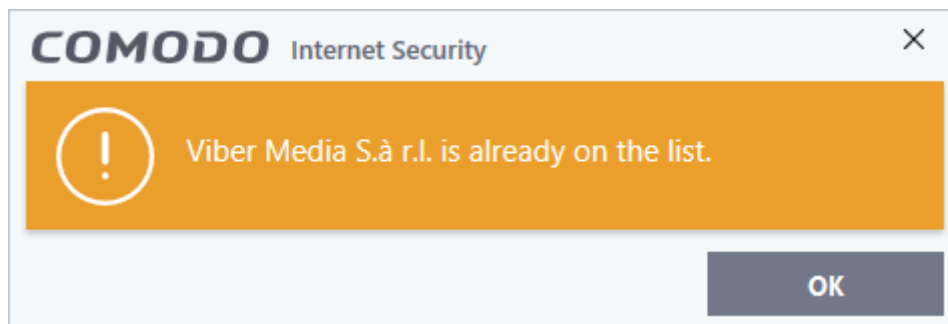 COMODO Internet Security
Viber Media S.à r.l. is already on the list.
OK